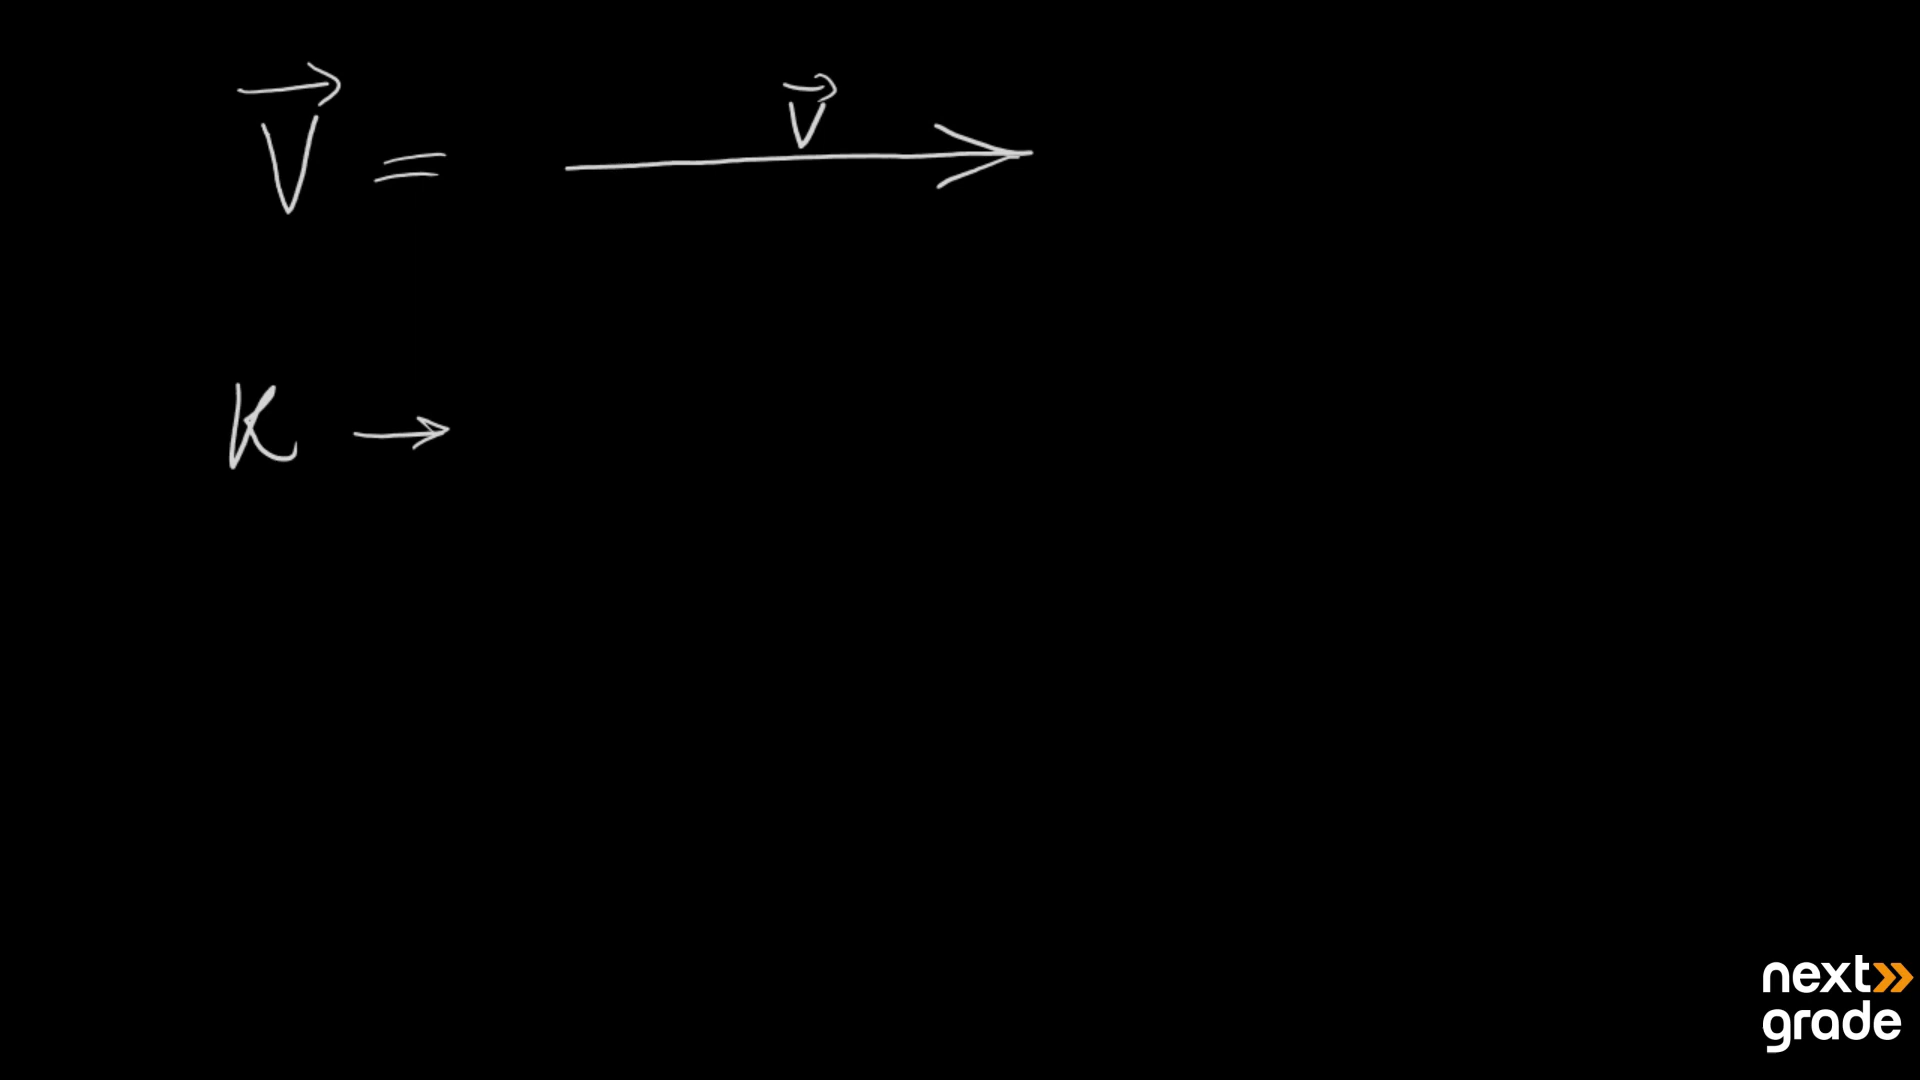 V⃗ = V⃗
K →
next
grade